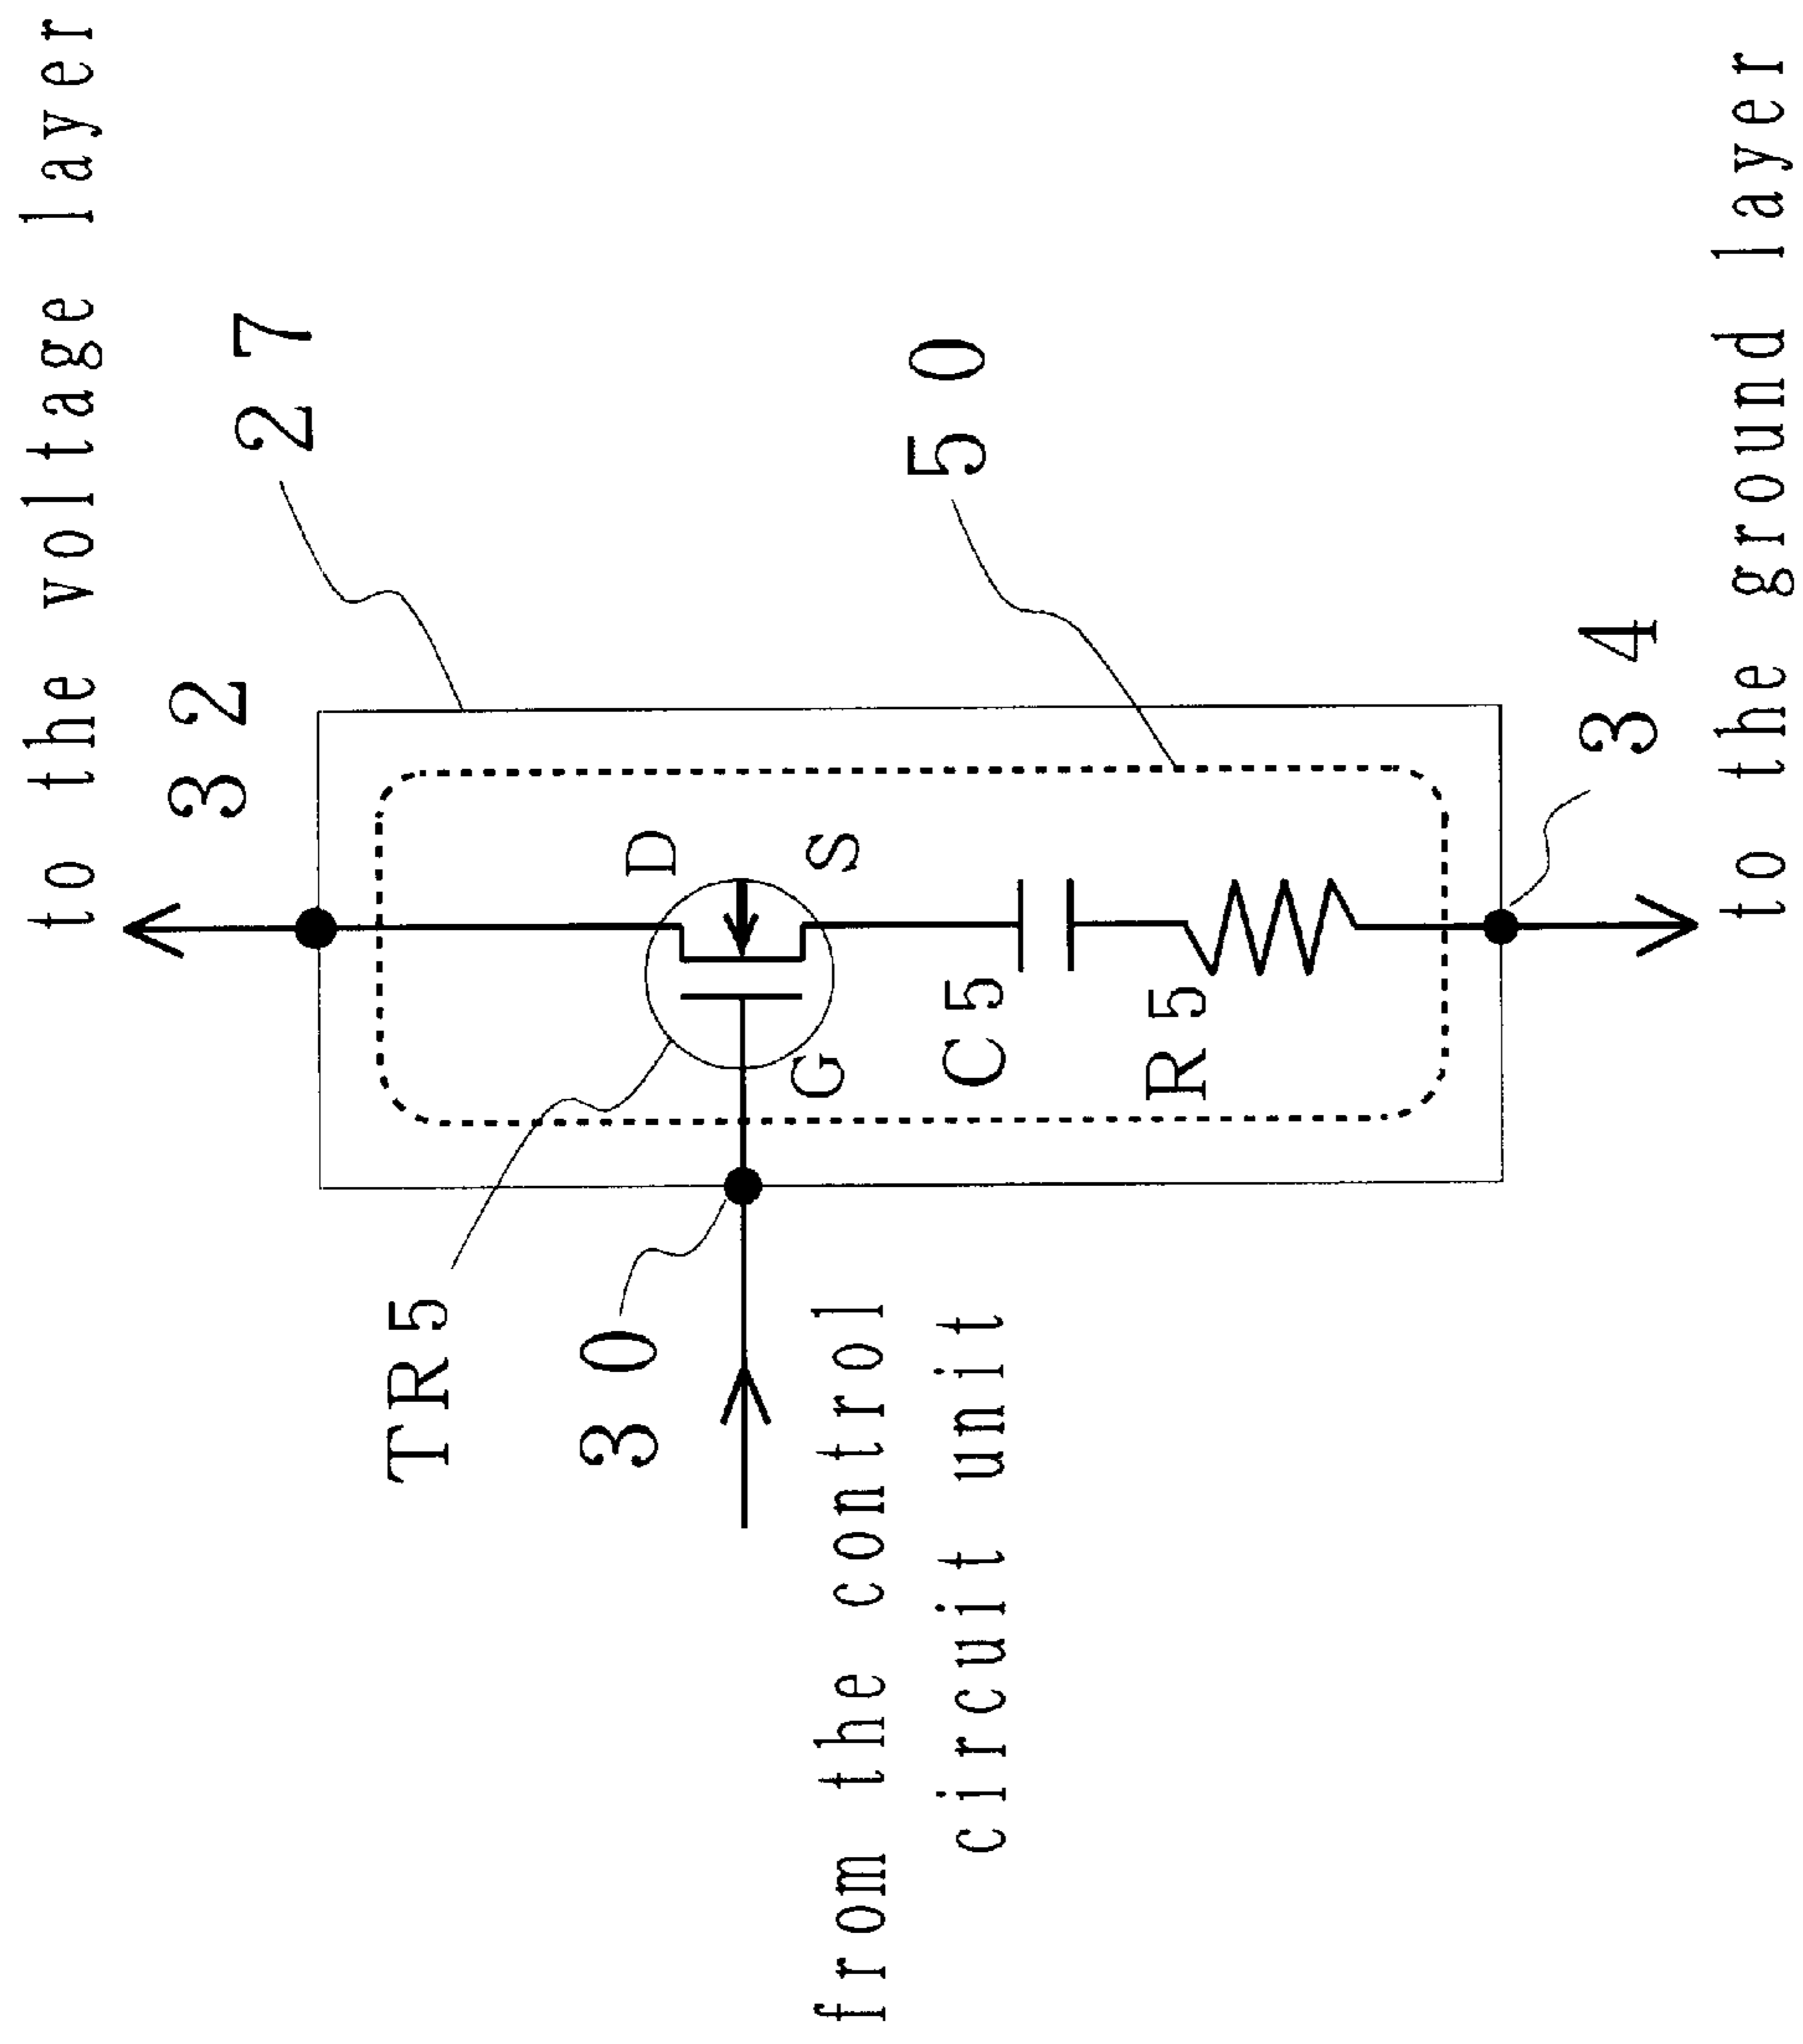 to the voltage layer
32
27
50
D
S
TR5
G
C5
R5
30
34
from the control
circuit unit
to the ground layer